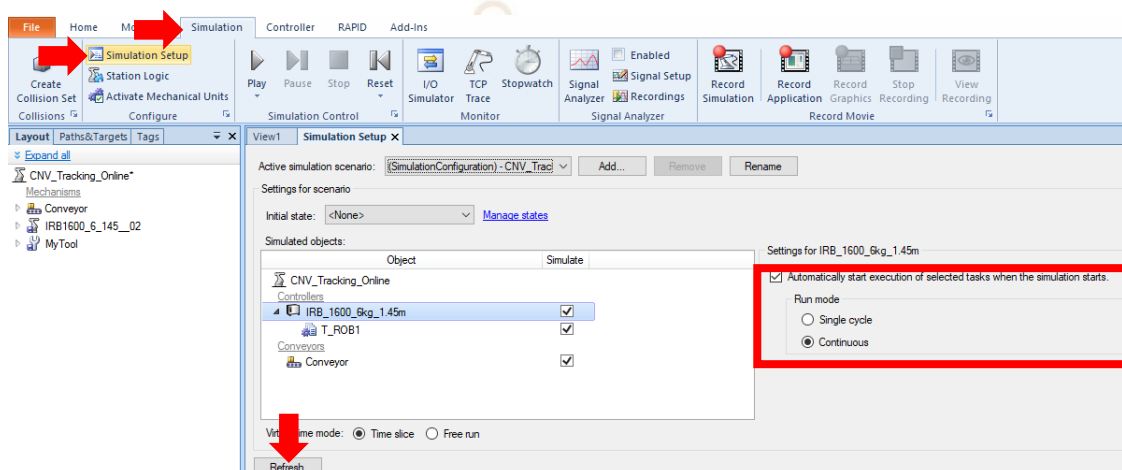 File Home Mo Simulation Controller RAPID Add-Ins
Simulation Setup
Station Logic
Activate Mechanical Units
Create
Collision Set
Play Pause Stop Reset
I/O
Simulator
TCP
Trace
Stopwatch
Signal
Analyzer
Enabled
Signal Setup
Recordings
Record
Simulation
Record
Application
Record
Graphics
Stop
Recording
View
Recording
Collisions Configure Simulation Control Monitor Signal Analyzer Record Movie
Layout Paths&Targets Tags
View1 Simulation Setup
Expand all
CNV_Tracking_Online*
Mechanisms
Conveyor
IRB1600_6_145__02
MyTool
Active simulation scenario: (SimulationConfiguration) - CNV_Trac Add... Remove Rename
Settings for scenario
Initial state: <None> Manage states
Simulated objects:
Object Simulate
CNV_Tracking_Online
Controllers
IRB_1600_6kg_1.45m
T_ROB1
Conveyors
Conveyor
Settings for IRB_1600_6kg_1.45m
Automatically start execution of selected tasks when the simulation starts.
Run mode
Single cycle
Continuous
Virt me mode: Time slice Free run
Refresh